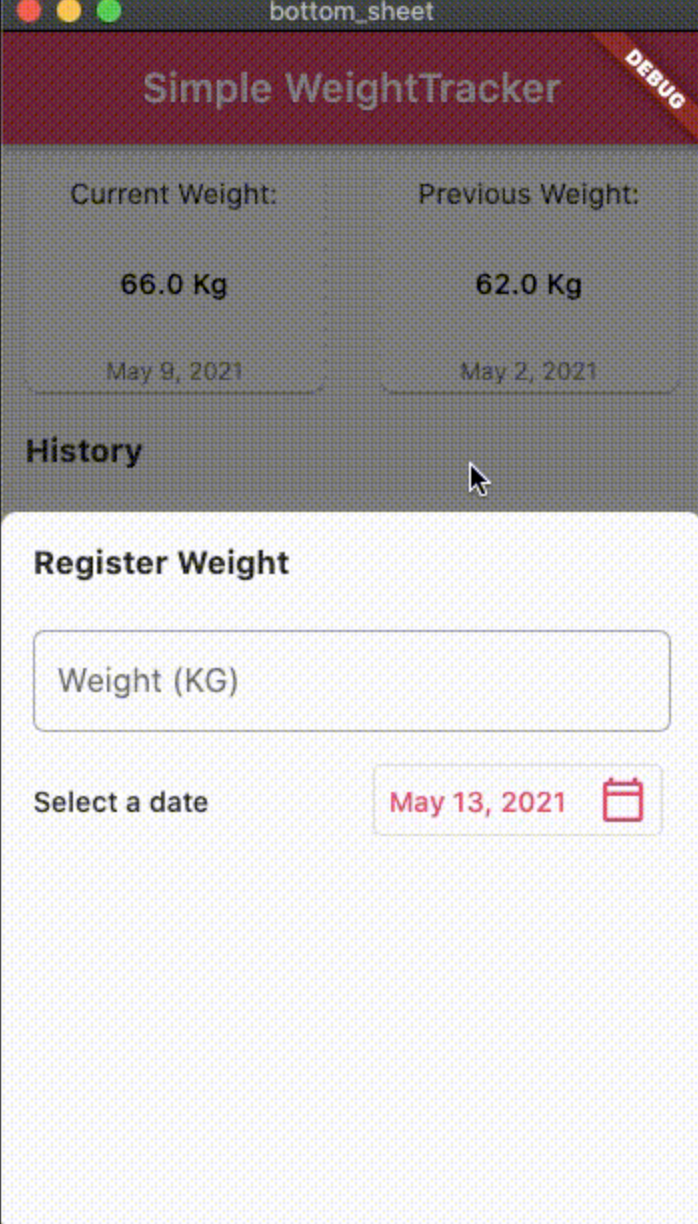 bottom_sheet
Simple WeightTracker
DEBUG
Current Weight:
Previous Weight:
66.0 Kg
62.0 Kg
May 9, 2021
May 2, 2021
History
Register Weight
Weight (KG)
Select a date
May 13, 2021